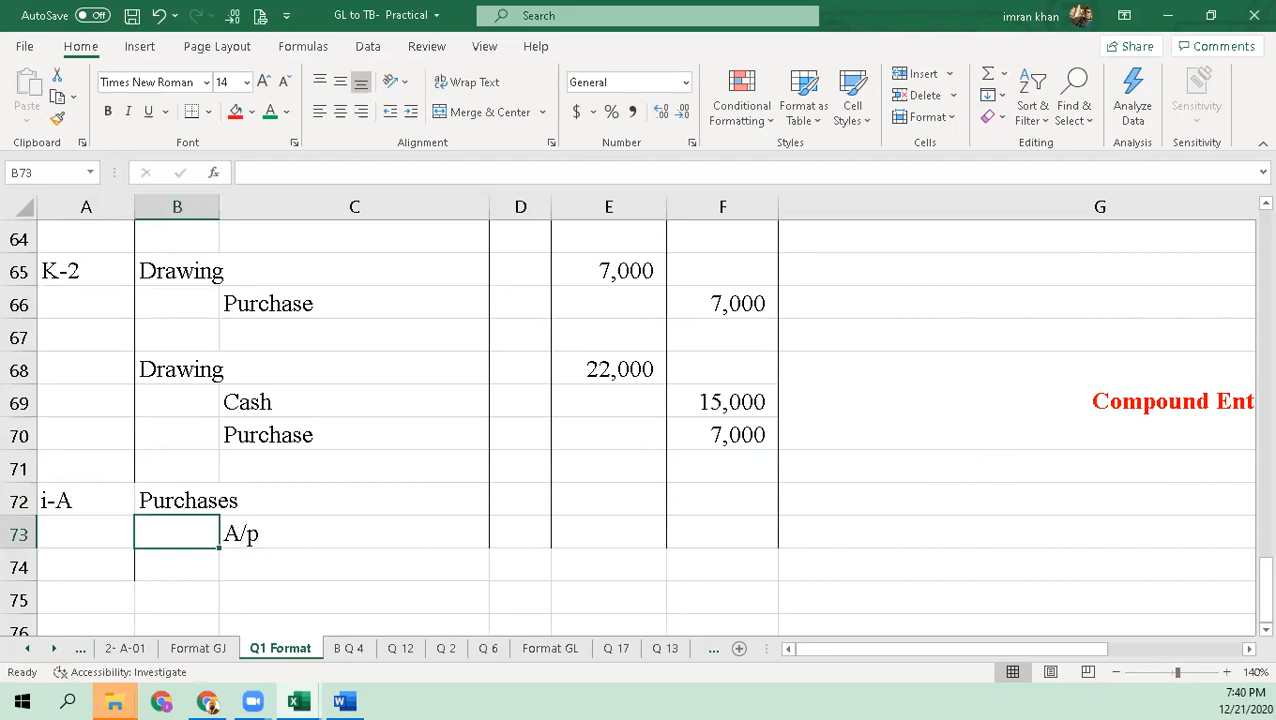 AutoSave Off GL to TB- Practical Search imran khan
File Home Insert Page Layout Formulas Data Review View Help Share Comments
Times New Roman 14 Wrap Text General Insert
Paste B I U Merge & Center $ % , Conditional Formatting Format as Table Cell Styles Delete Sort & Filter Find & Select Analyze Data Sensitivity
Format
Clipboard Font Alignment Number Styles Cells Editing Analysis Sensitivity
B73 fx
A B C D E F G
64
65 K-2 Drawing 7,000
66 Purchase 7,000
67
68 Drawing 22,000
69 Cash 15,000 Compound Ent
70 Purchase 7,000
71
72 i-A Purchases
73 A/p
74
75
76
... 2- A-01 Format GJ Q1 Format B Q 4 Q 12 Q 2 Q 6 Format GL Q 17 Q 13 ...
Ready Accessibility: Investigate 140%
7:40 PM
12/21/2020